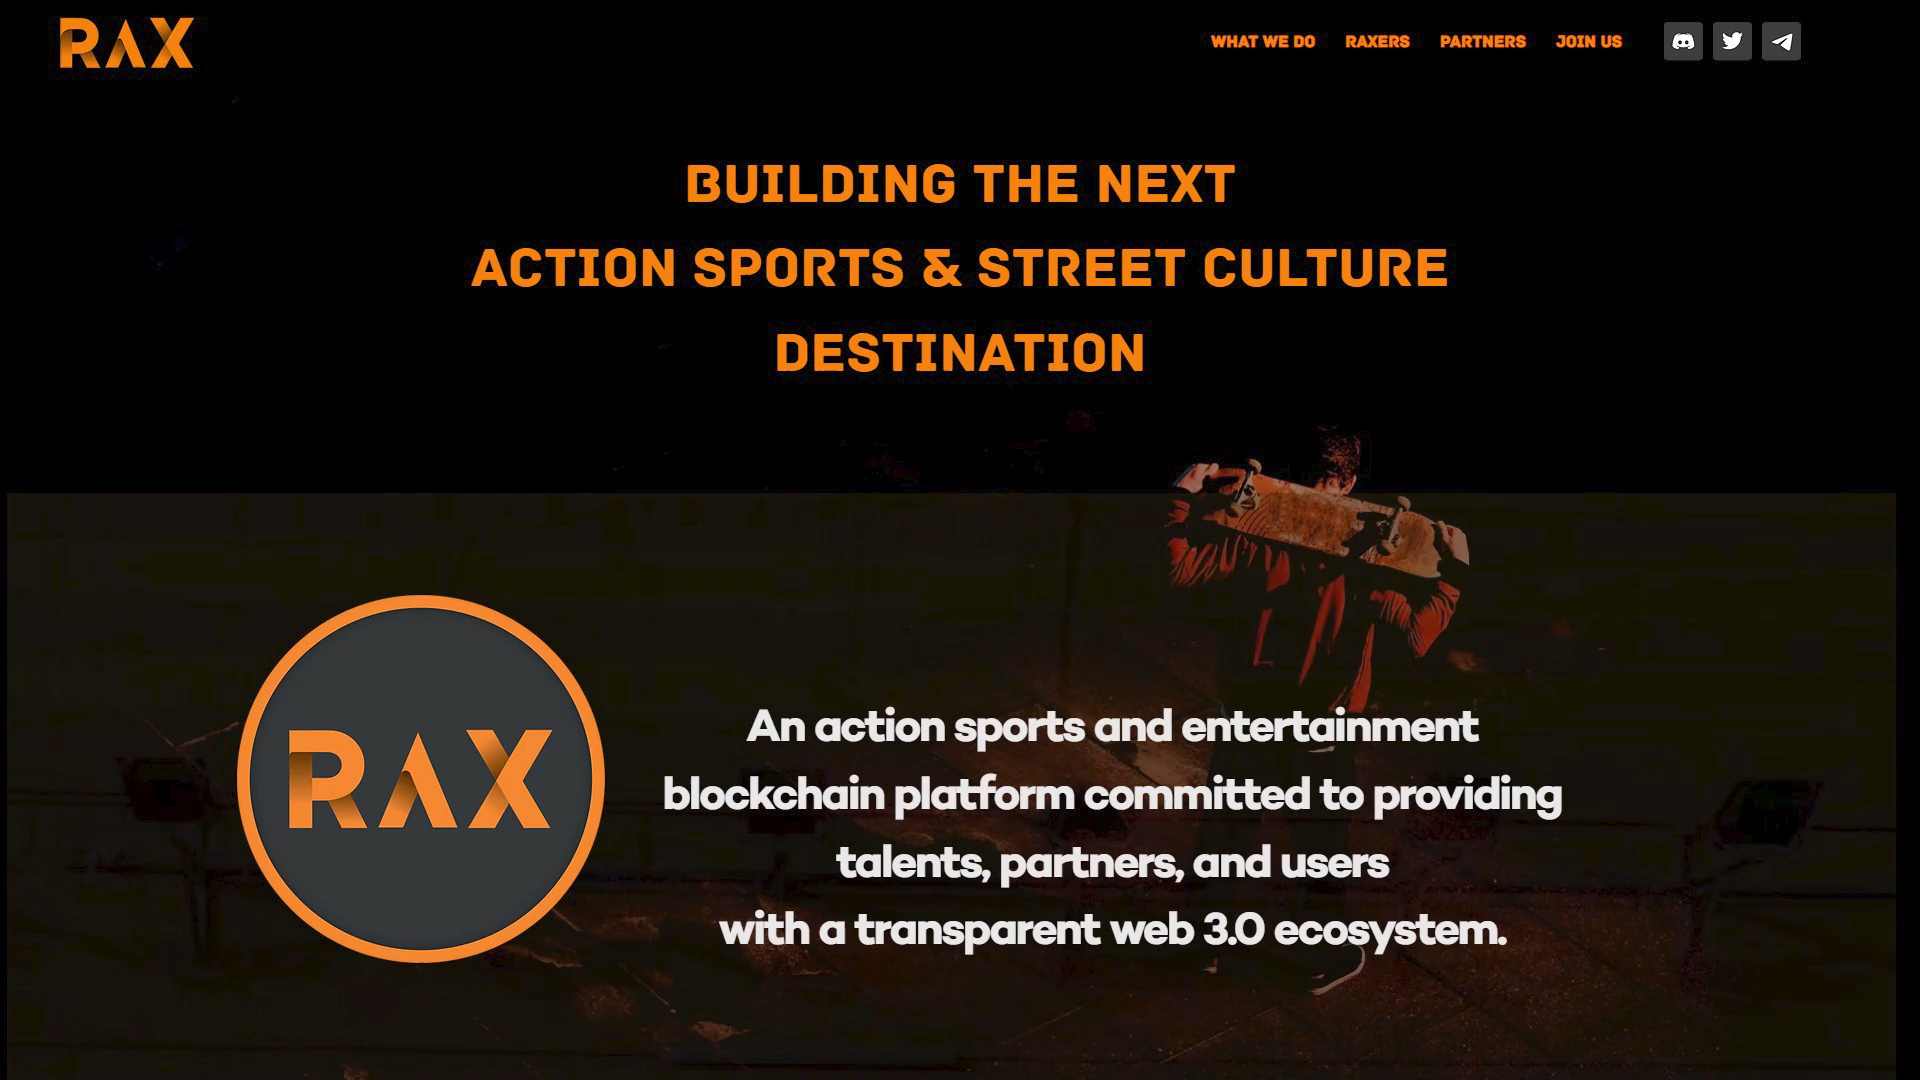 RAX
WHAT WE DO
RAXERS
PARTNERS
JOIN US
BUILDING THE NEXT
ACTION SPORTS & STREET CULTURE
DESTINATION
RAX
An action sports and entertainment
blockchain platform committed to providing
talents, partners, and users
with a transparent web 3.0 ecosystem.